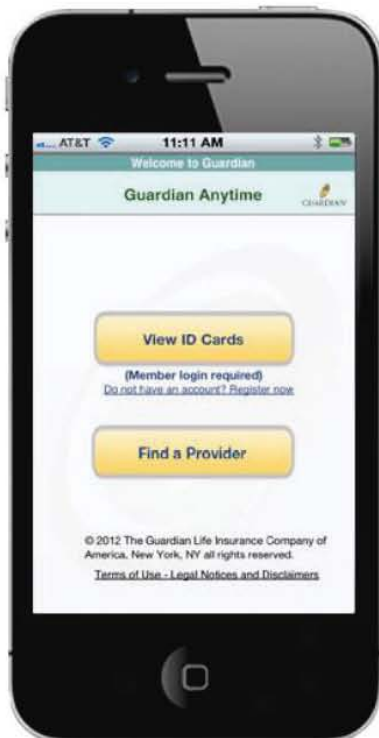 AT&T 11:11 AM
Welcome to Guardian
Guardian Anytime
GUARDIAN
View ID Cards
(Member login required)
Do not have an account? Register now
Find a Provider
© 2012 The Guardian Life Insurance Company of
America, New York, NY all rights reserved.
Terms of Use - Legal Notices and Disclaimers